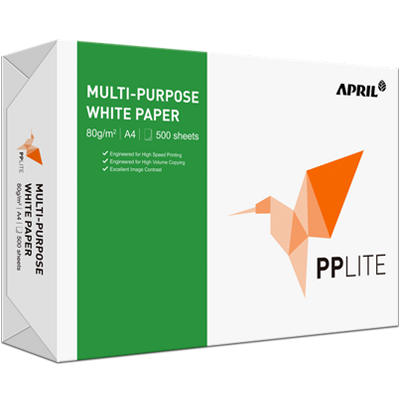 MULTI-PURPOSE
WHITE PAPER
80g/m² | A4 | 500 sheets
✓ Engineered for High Speed Printing
✓ Engineered for High Volume Copying
✓ Excellent Image Contrast
APRIL
PPLITE
PPLITE
MULTI-PURPOSE
WHITE PAPER
80g/m² | A4 | 500 sheets